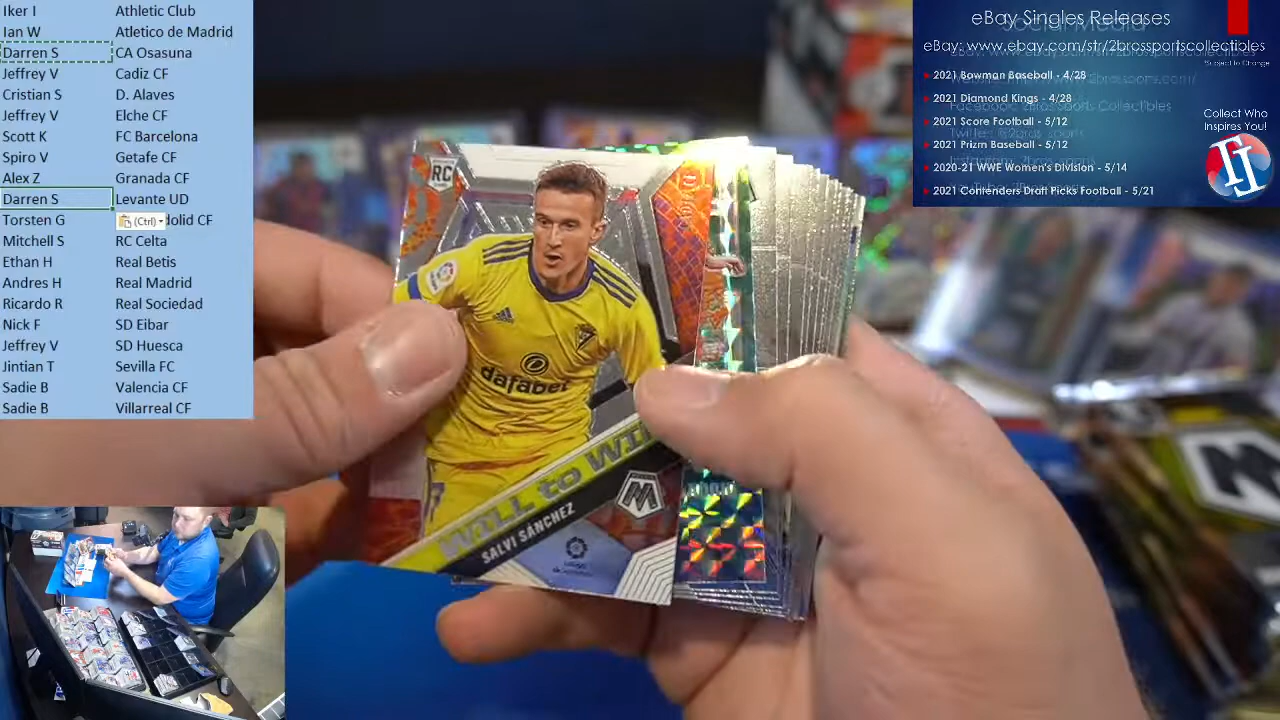 Iker I Athletic Club
Ian W Atletico de Madrid
Darren S CA Osasuna
Jeffrey V Cadiz CF
Cristian S D. Alaves
Jeffrey V Elche CF
Scott K FC Barcelona
Spiro V Getafe CF
Alex Z Granada CF
Darren S Levante UD
Torsten G (Ctrl) dolid CF
Mitchell S RC Celta
Ethan H Real Betis
Andres H Real Madrid
Ricardo R Real Sociedad
Nick F SD Eibar
Jeffrey V SD Huesca
Jintian T Sevilla FC
Sadie B Valencia CF
Sadie B Villarreal CF
eBay Singles Releases
Social Media
eBay: www.ebay.com/str/2brossportscollectibles
*Subject to Change
2021 Bowman Baseball - 4/28
2021 Diamond Kings - 4/28
2021 Score Football - 5/12
2021 Prizm Baseball - 5/12
2020-21 WWE Women's Division - 5/14
2021 Contenders Draft Picks Football - 5/21
Collect Who
Inspires You!
RC
dafabet
WILL to WIN
M
SALVI SÁNCHEZ
M